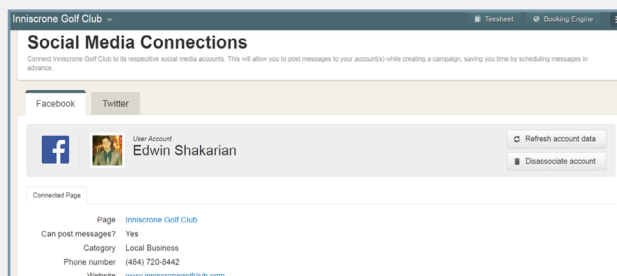 Inniscrone Golf Club
Teesheet
Booking Engine
Social Media Connections
Connect Inniscrone Golf Club to its respective social media accounts. This will allow you to post messages to your account(s) while creating a campaign, saving you time by scheduling messages in
advance.
Facebook
Twitter
User Account
Edwin Shakarian
Refresh account data
Disassociate account
Connected Page
Page Inniscrone Golf Club
Can post messages? Yes
Category Local Business
Phone number (484) 720-8442
Website www.inniscronegolfclub.com